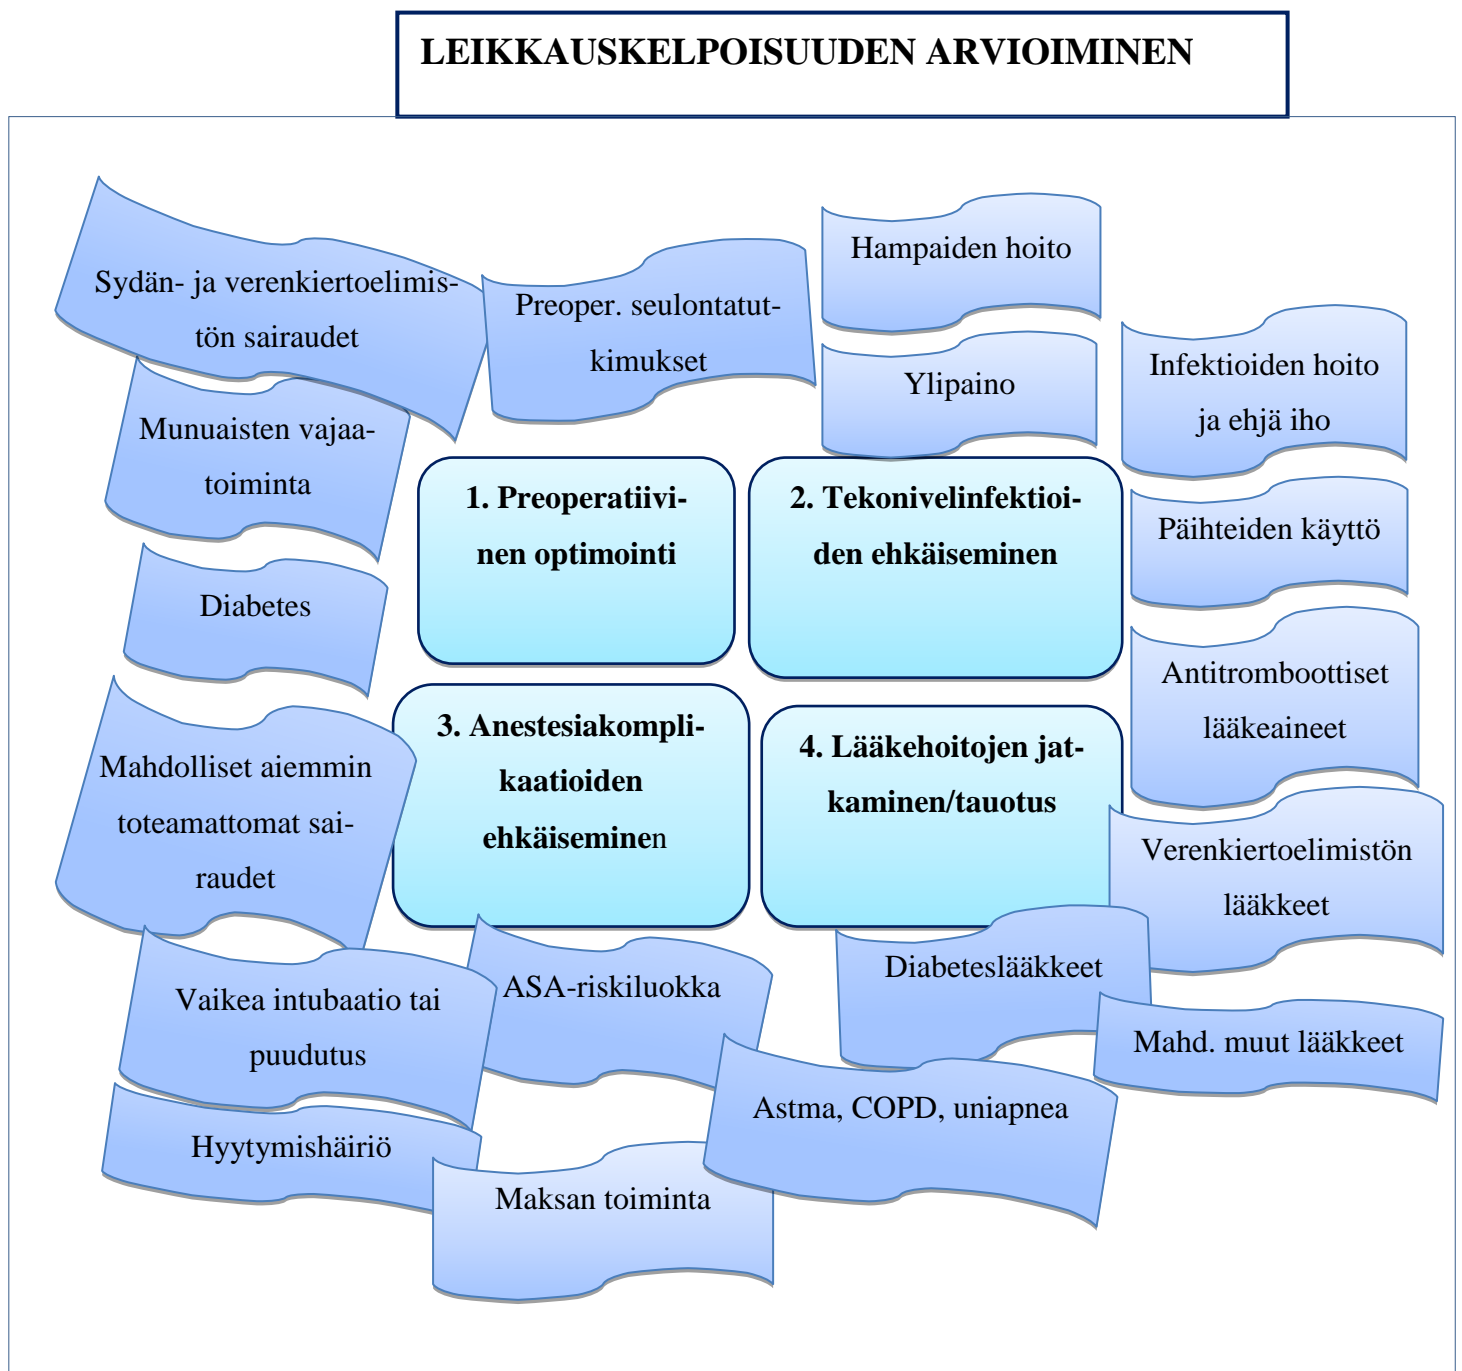 LEIKKAUSKELPOISUUDEN ARVIOIMINEN
Sydän- ja verenkiertoelimis-
tön sairaudet
Preoper. seulontatut-
kimukset
Hampaiden hoito
Ylipaino
Infektioiden hoito
ja ehjä iho
Munuaisten vajaa-
toiminta
1. Preoperatiivi-
nen optimointi
2. Tekonivelinfektioi-
den ehkäiseminen
Päihteiden käyttö
Diabetes
Antitromboottiset
lääkeaineet
Mahdolliset aiemmin
toteamattomat sai-
raudet
3. Anestesiakompli-
kaatioiden
ehkäiseminen
4. Lääkehoitojen jat-
kaminen/tauotus
Verenkiertoelimistön
lääkkeet
Vaikea intubaatio tai
puudutus
ASA-riskiluokka
Diabeteslääkkeet
Mahd. muut lääkkeet
Astma, COPD, uniapnea
Hyytymishäiriö
Maksan toiminta